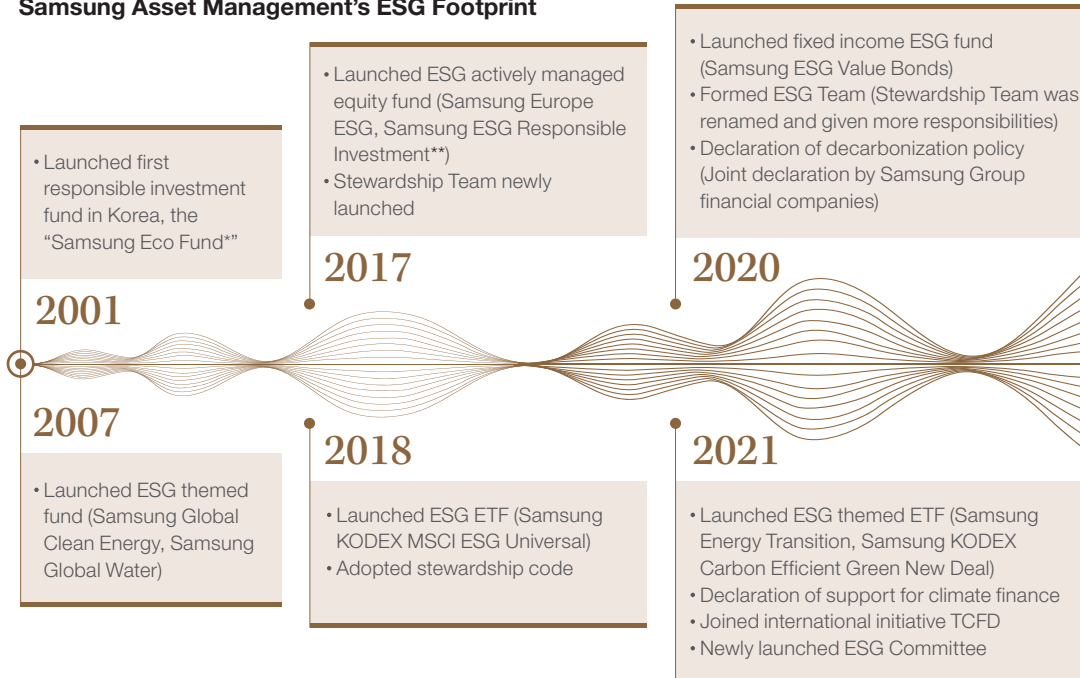 Samsung Asset Management's ESG Footprint
• Launched first
responsible investment
fund in Korea, the
“Samsung Eco Fund*”
2001
2007
• Launched ESG themed
fund (Samsung Global
Clean Energy, Samsung
Global Water)
• Launched ESG actively managed
equity fund (Samsung Europe
ESG, Samsung ESG Responsible
Investment**)
• Stewardship Team newly
launched
2017
2018
• Launched ESG ETF (Samsung
KODEX MSCI ESG Universal)
• Adopted stewardship code
• Launched fixed income ESG fund
(Samsung ESG Value Bonds)
• Formed ESG Team (Stewardship Team was
renamed and given more responsibilities)
• Declaration of decarbonization policy
(Joint declaration by Samsung Group
financial companies)
2020
2021
• Launched ESG themed ETF (Samsung
Energy Transition, Samsung KODEX
Carbon Efficient Green New Deal)
• Declaration of support for climate finance
• Joined international initiative TCFD
• Newly launched ESG Committee